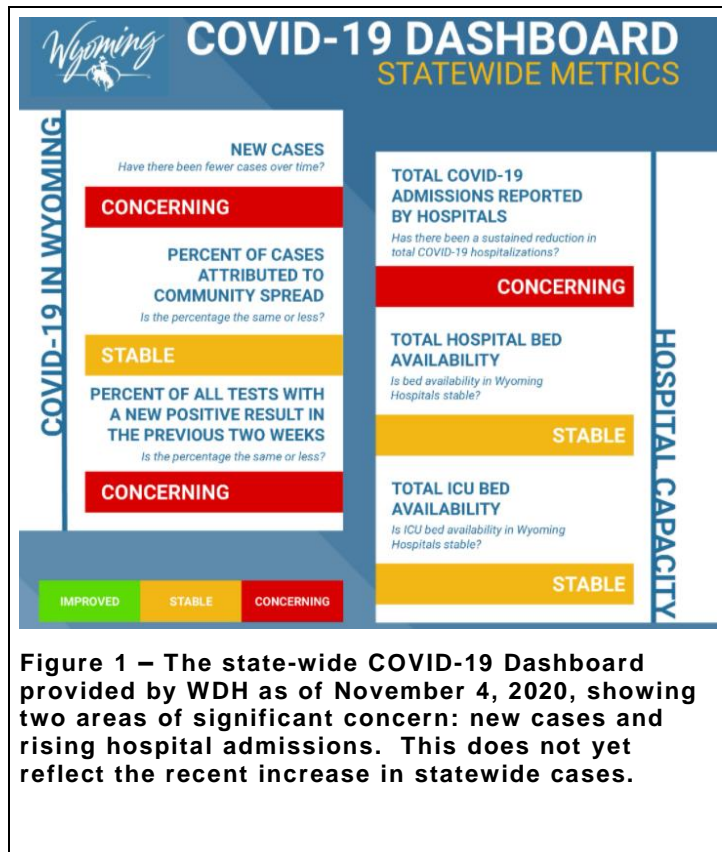 Wyoming
COVID-19 DASHBOARD
STATEWIDE METRICS
COVID-19 IN WYOMING
NEW CASES
Have there been fewer cases over time?
CONCERNING
PERCENT OF CASES
ATTRIBUTED TO
COMMUNITY SPREAD
Is the percentage the same or less?
STABLE
PERCENT OF ALL TESTS WITH
A NEW POSITIVE RESULT IN
THE PREVIOUS TWO WEEKS
Is the percentage the same or less?
CONCERNING
IMPROVED
STABLE
CONCERNING
TOTAL COVID-19
ADMISSIONS REPORTED
BY HOSPITALS
Has there been a sustained reduction in
total COVID-19 hospitalizations?
CONCERNING
TOTAL HOSPITAL BED
AVAILABILITY
Is bed availability in Wyoming
Hospitals stable?
STABLE
TOTAL ICU BED
AVAILABILITY
Is ICU bed availability in Wyoming
Hospitals stable?
STABLE
HOSPITAL CAPACITY
Figure 1 – The state-wide COVID-19 Dashboard
provided by WDH as of November 4, 2020, showing
two areas of significant concern: new cases and
rising hospital admissions. This does not yet
reflect the recent increase in statewide cases.